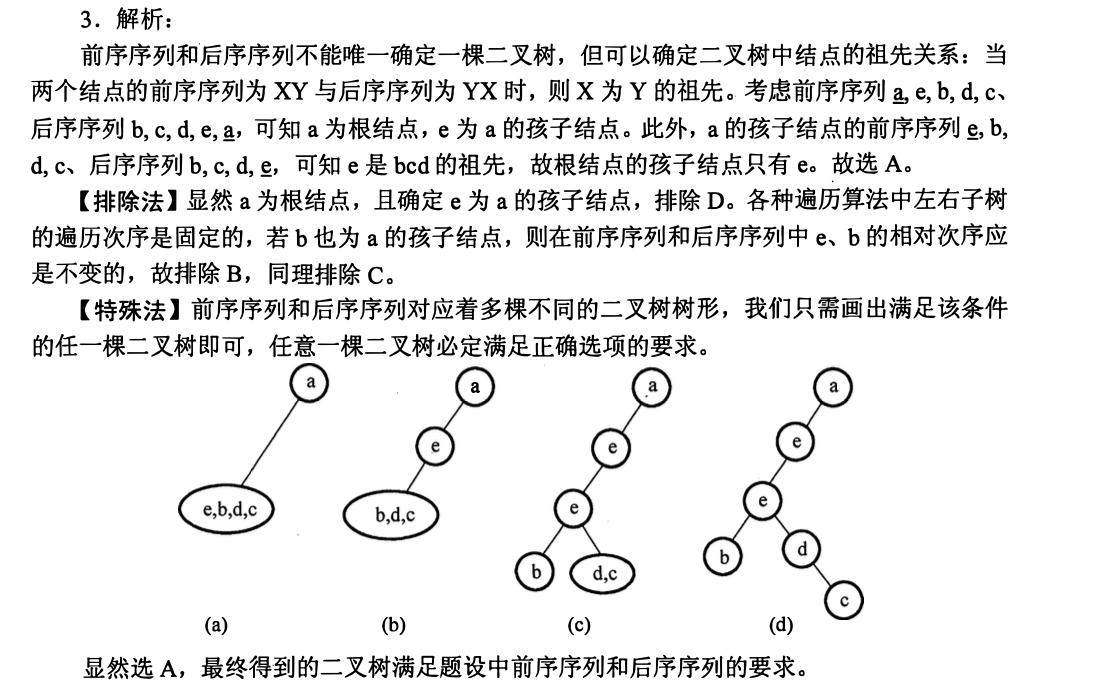 3．解析：
前序序列和后序序列不能唯一确定一棵二叉树，但可以确定二叉树中结点的祖先关系：当
两个结点的前序序列为 XY 与后序序列为 YX 时，则 X 为 Y 的祖先。考虑前序序列 a, e, b, d, c、
后序序列 b, c, d, e, a，可知 a 为根结点，e 为 a 的孩子结点。此外，a 的孩子结点的前序序列 e, b,
d, c、后序序列 b, c, d, e，可知 e 是 bcd 的祖先，故根结点的孩子结点只有 e。故选 A。
【排除法】显然 a 为根结点，且确定 e 为 a 的孩子结点，排除 D。各种遍历算法中左右子树
的遍历次序是固定的，若 b 也为 a 的孩子结点，则在前序序列和后序序列中 e、b 的相对次序应
是不变的，故排除 B，同理排除 C。
【特殊法】前序序列和后序序列对应着多棵不同的二叉树树形，我们只需画出满足该条件
的任一棵二叉树即可，任意一棵二叉树必定满足正确选项的要求。
a
e,b,d,c
(a)
a
e
b,d,c
(b)
a
e
e
b
d,c
(c)
a
e
e
b
d
c
(d)
显然选 A，最终得到的二叉树满足题设中前序序列和后序序列的要求。